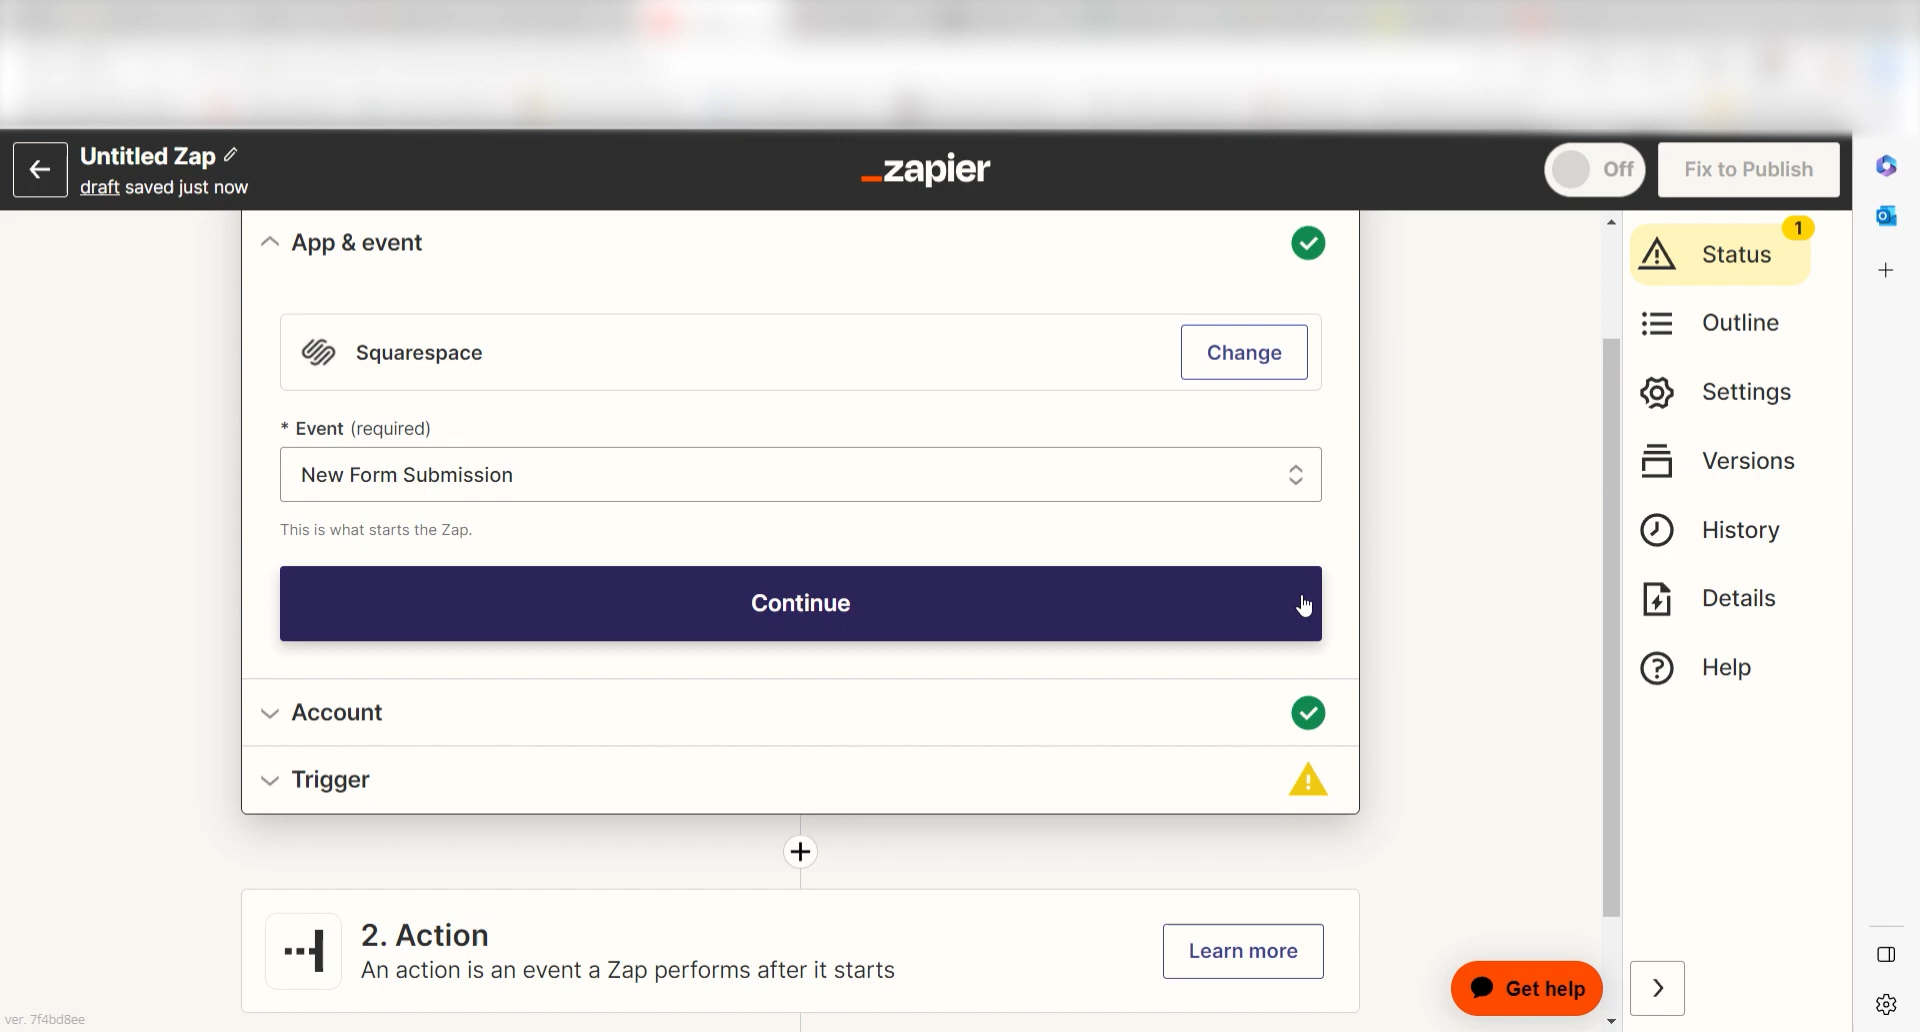 Untitled Zap
draft saved just now
zapier
Off
Fix to Publish
App & event
Squarespace
Change
* Event (required)
New Form Submission
This is what starts the Zap.
Continue
Account
Trigger
2. Action
An action is an event a Zap performs after it starts
Learn more
1
Status
Outline
Settings
Versions
History
Details
Help
Get help
ver. 7f4bd8ee